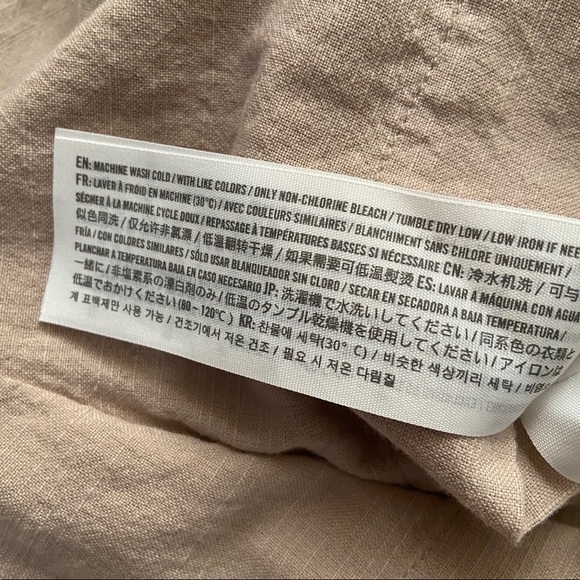 EN: MACHINE WASH COLD / WITH LIKE COLORS / ONLY NON-CHLORINE BLEACH / TUMBLE DRY LOW / LOW IRON IF NEE
FR: LAVER À FROID EN MACHINE (30°C) / AVEC COULEURS SIMILAIRES / BLANCHIMENT SANS CHLORE UNIQUEMENT /
SÉCHER À LA MACHINE CYCLE DOUX / REPASSAGE À TEMPÉRATURES BASSES SI NÉCESSAIRE CN: 冷水机洗 / 可与
似色同洗 / 仅允许非氯漂 / 低温翻转干燥 / 如果需要可低温熨烫 ES: LAVAR À MÁQUINA CON AGUA
FRÍA / CON COLORES SIMILARES / SÓLO USAR BLANQUEADOR SIN CLORO / SECAR EN SECADORA A BAJA TEMPERATURA /
PLANCHAR A TEMPERATURA BAJA EN CASO NECESARIO JP: 洗濯機で水洗いしてください / 同系色の衣類と
一緒に / 非塩素系の漂白剤のみ / 低温のタンブル乾燥機を使用してください / アイロンは
低温でおかけください(80～120℃) KR: 찬물에 세탁(30°C) / 비슷한 색상끼리 세탁 / 비염
계 표백제만 사용 가능 / 건조기에서 저온 건조 / 필요 시 저온 다림질